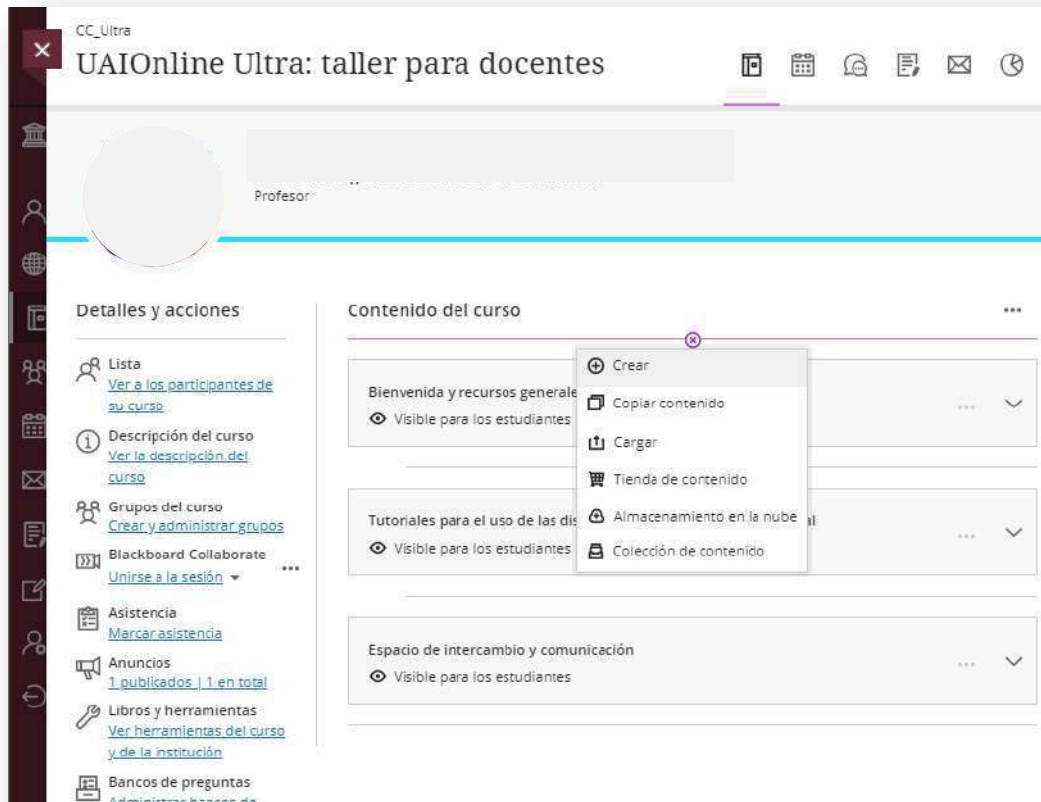 CC_Ultra
UAIOnline Ultra: taller para docentes
Profesor
Detalles y acciones
Lista
Ver a los participantes de
su curso
Descripción del curso
Ver la descripción del
curso
Grupos del curso
Crear y administrar grupos
Blackboard Collaborate
Unirse a la sesión
Asistencia
Marcar asistencia
Anuncios
1 publicados | 1 en total
Libros y herramientas
Ver herramientas del curso
y de la institución
Bancos de preguntas
Administrar bancos de
Contenido del curso
Bienvenida y recursos generale
Visible para los estudiantes
Tutoriales para el uso de las dis
al
Visible para los estudiantes
Espacio de intercambio y comunicación
Visible para los estudiantes
Crear
Copiar contenido
Cargar
Tienda de contenido
Almacenamiento en la nube
Colección de contenido